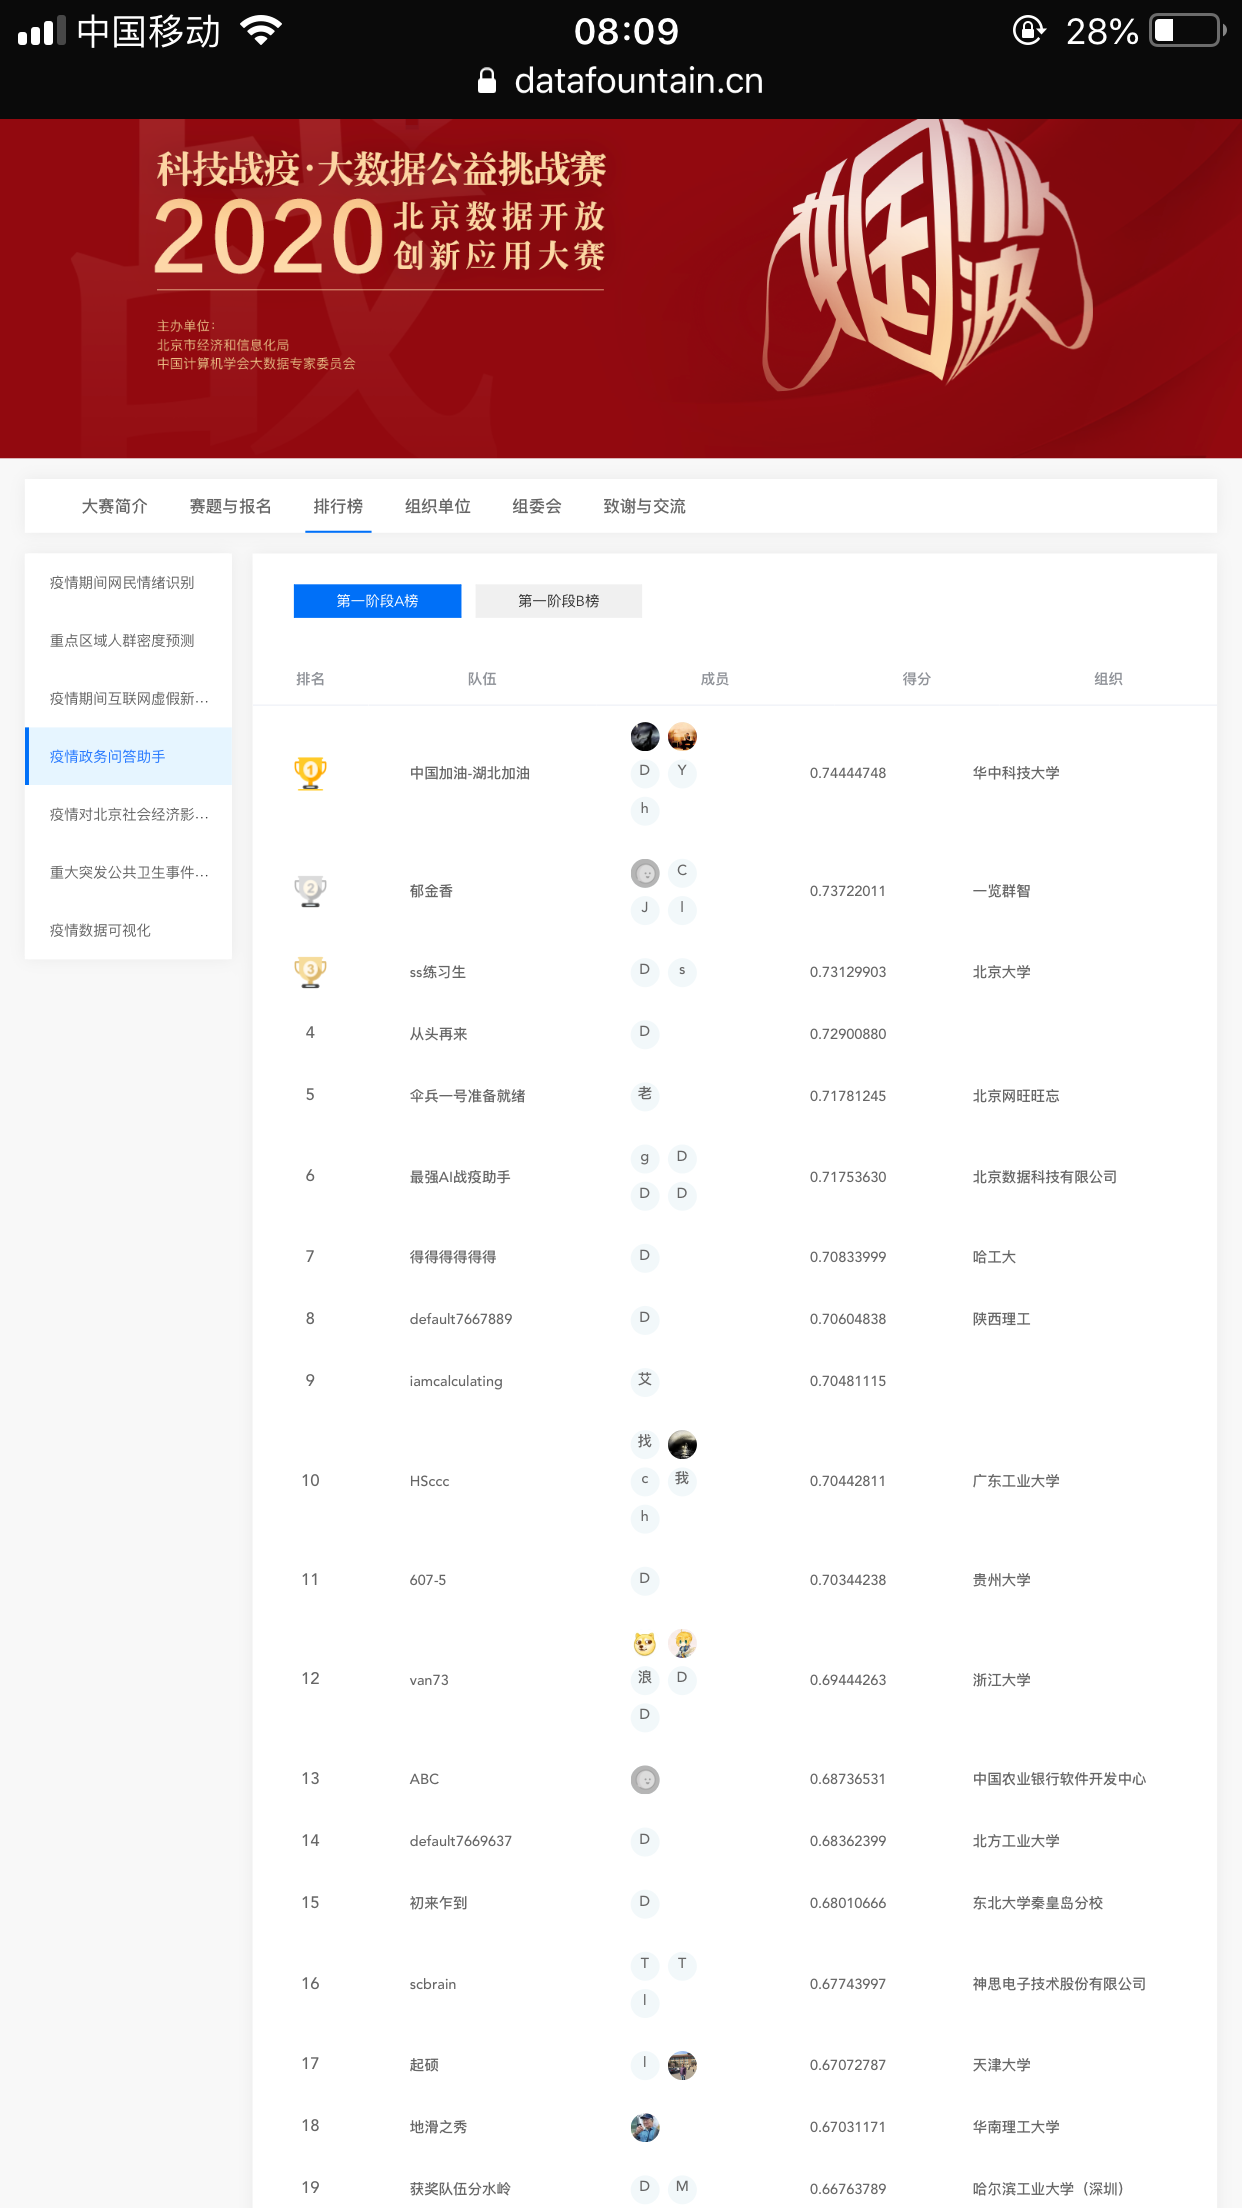 中国移动 08:09 28%
datafountain.cn
科技战疫·大数据公益挑战赛
2020 北京数据开放
创新应用大赛
主办单位：
北京市经济和信息化局
中国计算机学会大数据专家委员会
中国加油
大赛简介 赛题与报名 排行榜 组织单位 组委会 致谢与交流
疫情期间网民情绪识别
重点区域人群密度预测
疫情期间互联网虚假新...
疫情政务问答助手
疫情对北京社会经济影...
重大突发公共卫生事件...
疫情数据可视化
第一阶段A榜 第一阶段B榜
排名 队伍 成员 得分 组织
1 中国加油-湖北加油 D Y h 0.74444748 华中科技大学
2 郁金香 C J l 0.73722011 一览群智
3 ss练习生 D s 0.73129903 北京大学
4 从头再来 D 0.72900880
5 伞兵一号准备就绪 老 0.71781245 北京网旺旺忘
6 最强AI战疫助手 g D D D 0.71753630 北京数据科技有限公司
7 得得得得得得 D 0.70833999 哈工大
8 default7667889 D 0.70604838 陕西理工
9 iamcalculating 艾 0.70481115
10 HSccc 找 c 我 h 0.70442811 广东工业大学
11 607-5 D 0.70344238 贵州大学
12 van73 浪 D D 0.69444263 浙江大学
13 ABC 0.68736531 中国农业银行软件开发中心
14 default7669637 D 0.68362399 北方工业大学
15 初来乍到 D 0.68010666 东北大学秦皇岛分校
16 scbrain T T l 0.67743997 神思电子技术股份有限公司
17 起硕 l 0.67072787 天津大学
18 地滑之秀 0.67031171 华南理工大学
19 获奖队伍分水岭 D M 0.66763789 哈尔滨工业大学（深圳）